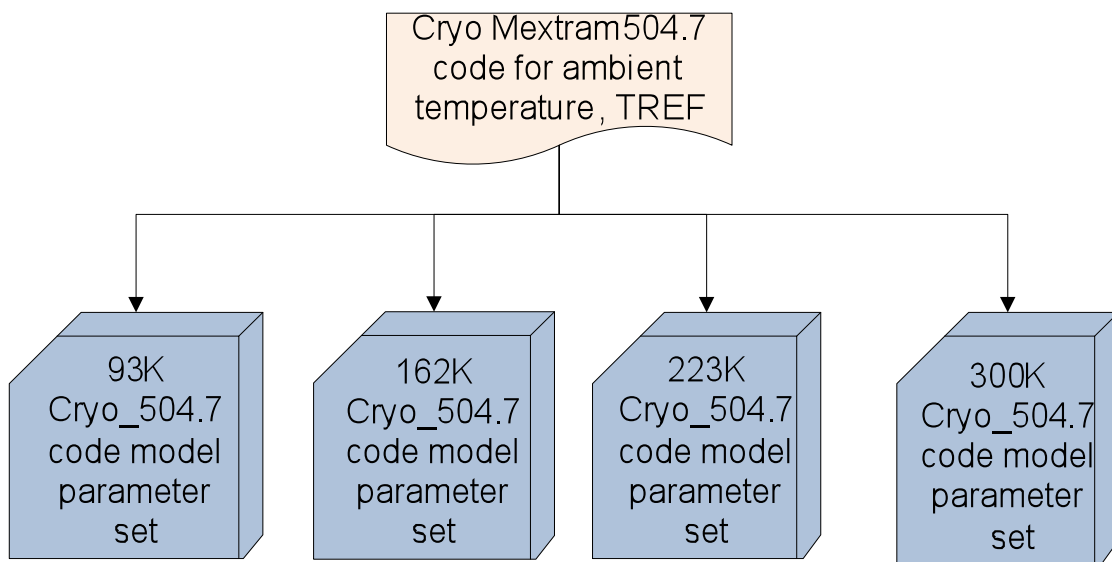 Cryo Mextram504.7
code for ambient
temperature, TREF
93K
Cryo_504.7
code model
parameter
set
162K
Cryo_504.7
code model
parameter
set
223K
Cryo_504.7
code model
parameter
set
300K
Cryo_504.7
code model
parameter
set